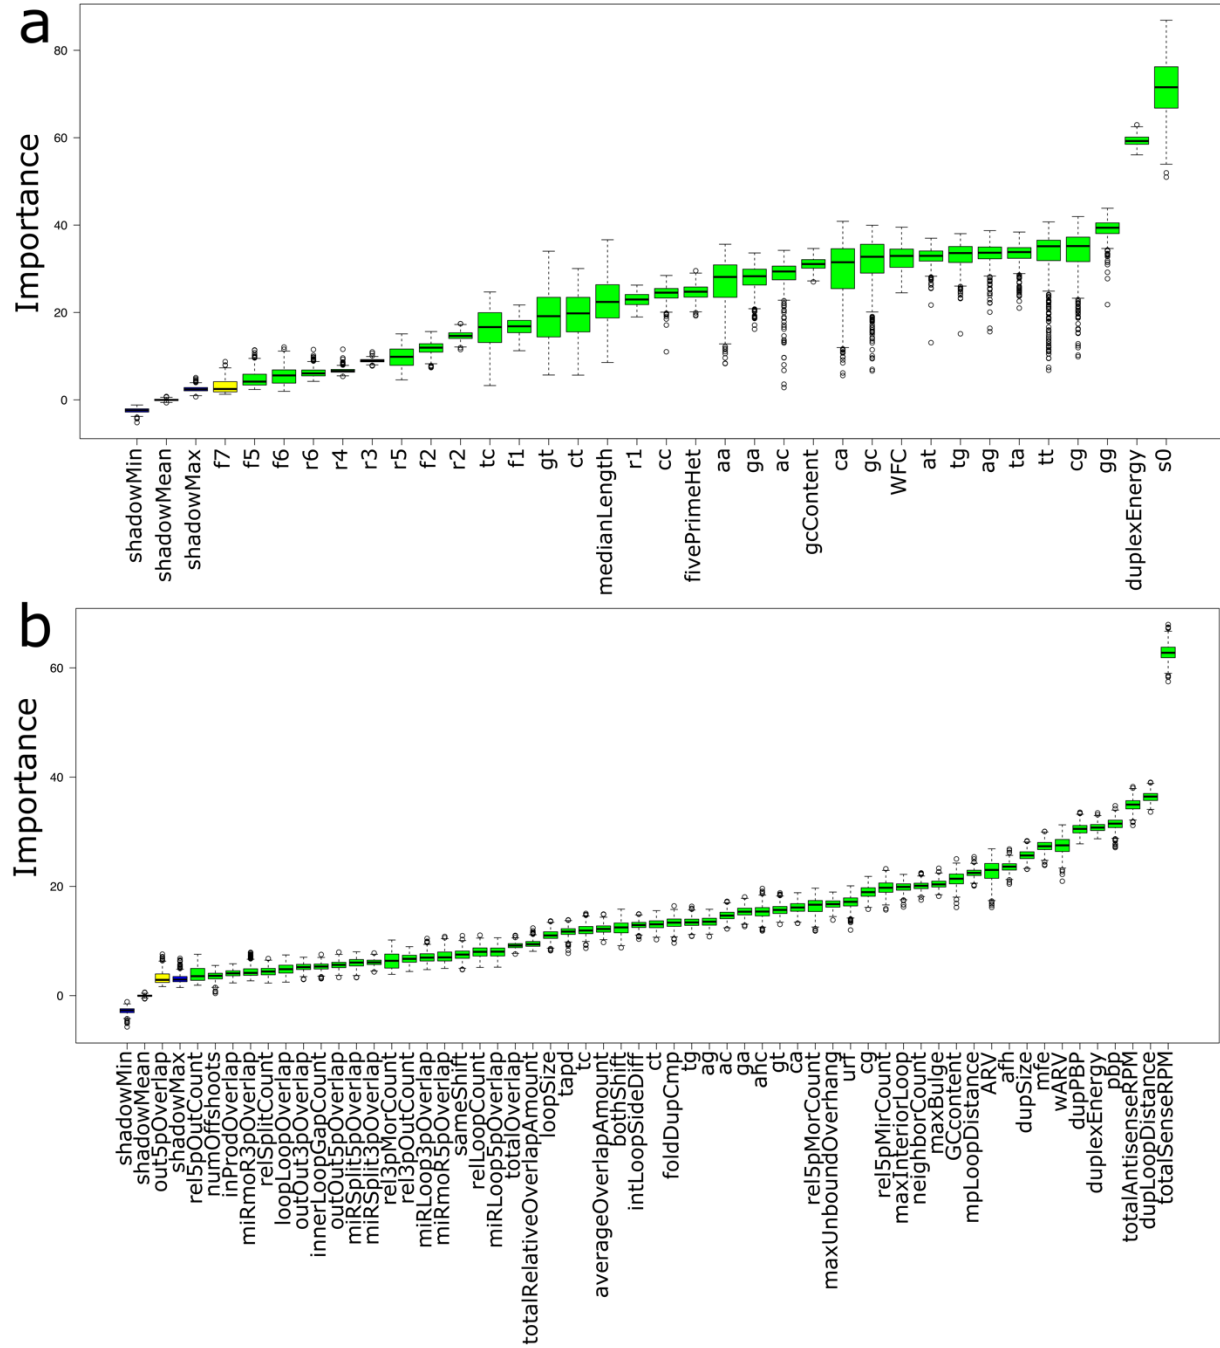 a
Importance
80
60
40
20
0
shadowMin
shadowMean
shadowMax
f7
f5
f6
r6
r4
r3
r5
f2
r2
tc
f1
gt
ct
medianLength
r1
cc
fivePrimeHet
aa
ga
ac
gcContent
ca
gc
WFC
at
tg
ag
ta
tt
cg
gg
duplexEnergy
s0
b
Importance
60
40
20
0
shadowMin
shadowMean
out5pOverlap
shadowMax
rel5pOutCount
numOffshoots
inProdOverlap
miRmoR3pOverlap
relSplitCount
loopLoopOverlap
outOut3pOverlap
innerLoopGapCount
outOut5pOverlap
miRSplit5pOverlap
miRSplit3pOverlap
rel3pMorCount
rel3pOutCount
miRLoop3pOverlap
miRmoR5pOverlap
sameShift
relLoopCount
miRLoop5pOverlap
totalOverlap
totalRelativeOverlapAmount
loopSize
tapd
tc
averageOverlapAmount
bothShift
intLoopSideDiff
ct
foldDupCmp
tg
ag
ac
ga
ahc
gt
ca
rel5pMorCount
maxUnboundOverhang
urf
cg
rel5pMirCount
maxInteriorLoop
neighborCount
maxBulge
GCcontent
mpLoopDistance
ARV
afh
dupSize
mfe
wARV
dupPBP
duplexEnergy
pbp
totalAntisenseRPM
dupLoopDistance
totalSenseRPM